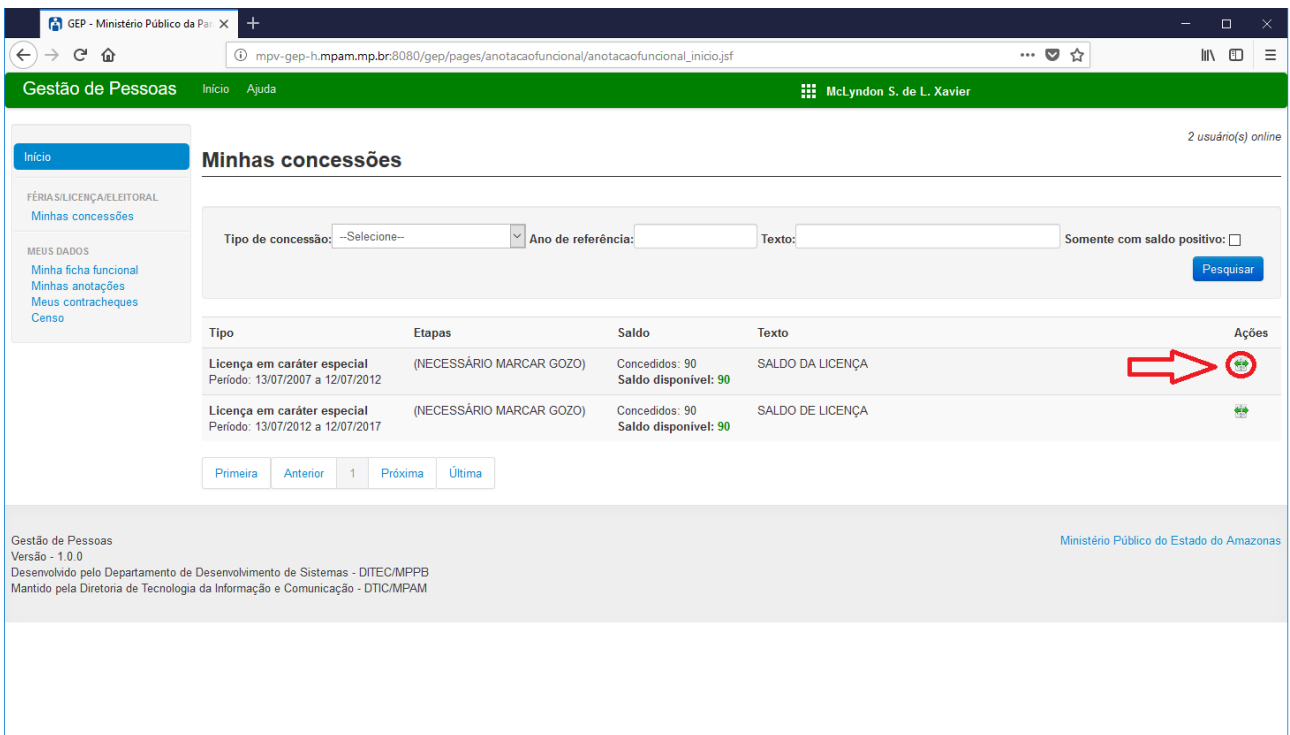 GEP - Ministério Público da Par
mpv-gep-h.mpam.mp.br:8080/gep/pages/anotacaofuncional/anotacaofuncional_inicio.jsf
Gestão de Pessoas Início Ajuda McLyndon S. de L. Xavier
2 usuário(s) online
Início
Minhas concessões
FÉRIAS/LICENÇA/ELEITORAL
Minhas concessões
MEUS DADOS
Minha ficha funcional
Minhas anotações
Meus contracheques
Censo
Tipo de concessão: --Selecione-- Ano de referência: Texto: Somente com saldo positivo:
Pesquisar
Tipo Etapas Saldo Texto Ações
Licença em caráter especial (NECESSÁRIO MARCAR GOZO) Concedidos: 90 SALDO DA LICENÇA
Período: 13/07/2007 a 12/07/2012 Saldo disponível: 90
Licença em caráter especial (NECESSÁRIO MARCAR GOZO) Concedidos: 90 SALDO DE LICENÇA
Período: 13/07/2012 a 12/07/2017 Saldo disponível: 90
Primeira Anterior 1 Próxima Última
Gestão de Pessoas Ministério Público do Estado do Amazonas
Versão - 1.0.0
Desenvolvido pelo Departamento de Desenvolvimento de Sistemas - DITEC/MPPB
Mantido pela Diretoria de Tecnologia da Informação e Comunicação - DTIC/MPAM